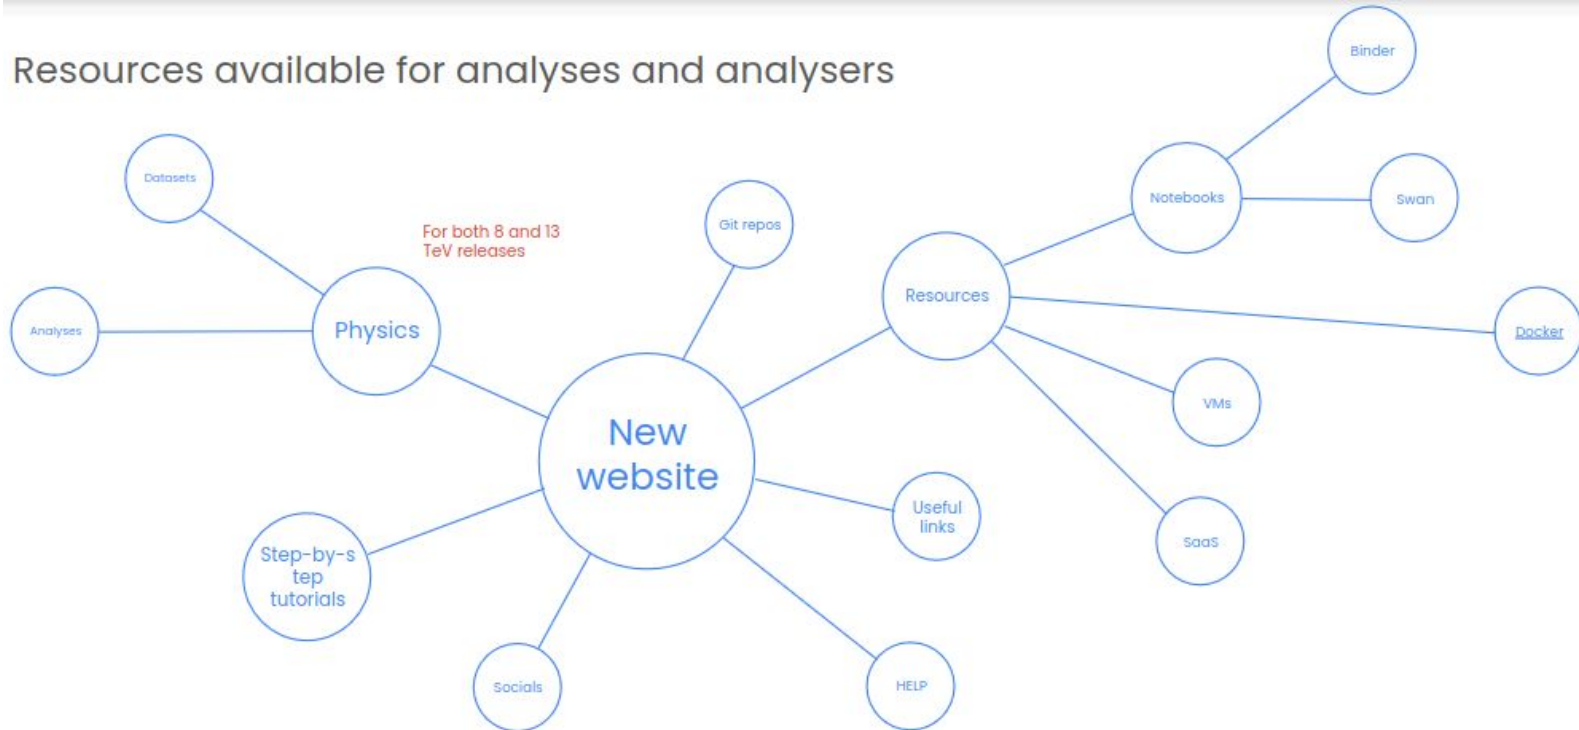 Resources available for analyses and analysers
Binder
Datasets
Notebooks
Swan
Git repos
For both 8 and 13
TeV releases
Resources
Analyses
Physics
Docker
VMs
New
website
Useful
links
SaaS
Step-by-s
tep
tutorials
Socials
HELP